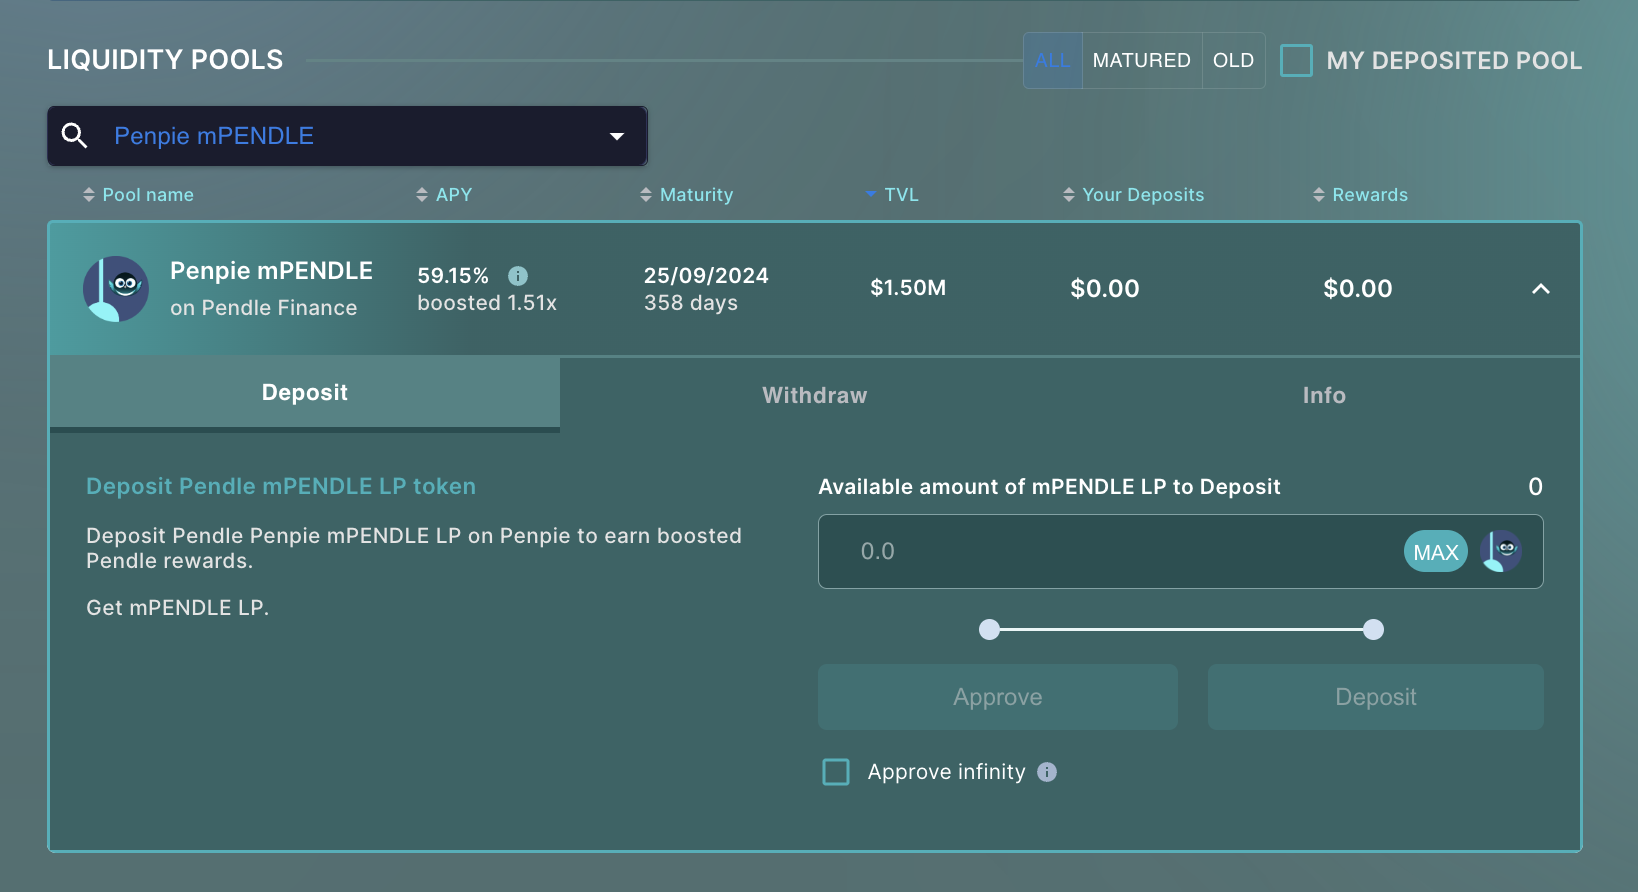 LIQUIDITY POOLS
ALL MATURED OLD MY DEPOSITED POOL
Penpie mPENDLE
Pool name APY Maturity TVL Your Deposits Rewards
Penpie mPENDLE 59.15% 25/09/2024 $1.50M $0.00 $0.00
on Pendle Finance boosted 1.51x 358 days
Deposit Withdraw Info
Deposit Pendle mPENDLE LP token
Available amount of mPENDLE LP to Deposit 0
Deposit Pendle Penpie mPENDLE LP on Penpie to earn boosted
Pendle rewards.
0.0 MAX
Get mPENDLE LP.
Approve Deposit
Approve infinity